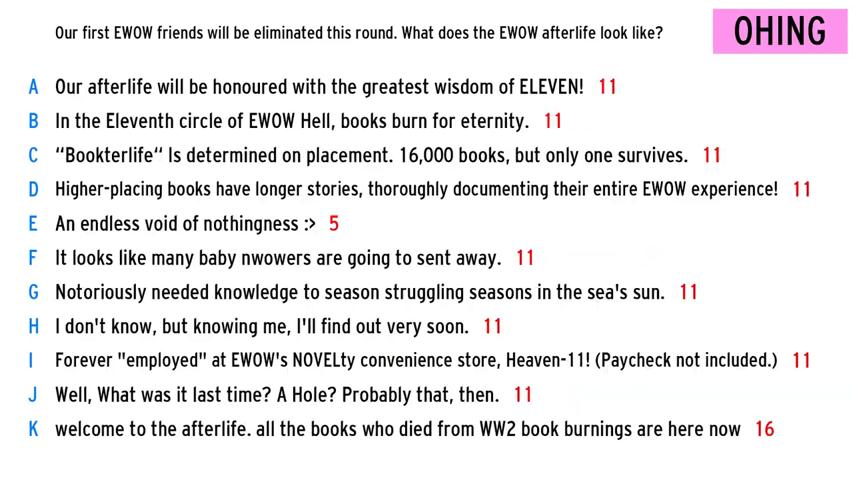 Our first EWOW friends will be eliminated this round. What does the EWOW afterlife look like?
OHING
A Our afterlife will be honoured with the greatest wisdom of ELEVEN! 11
B In the Eleventh circle of EWOW Hell, books burn for eternity. 11
C “Bookterlife“ Is determined on placement. 16,000 books, but only one survives. 11
D Higher-placing books have longer stories, thoroughly documenting their entire EWOW experience! 11
E An endless void of nothingness :> 5
F It looks like many baby nwowers are going to sent away. 11
G Notoriously needed knowledge to season struggling seasons in the sea's sun. 11
H I don't know, but knowing me, I'll find out very soon. 11
I Forever "employed" at EWOW's NOVELty convenience store, Heaven-11! (Paycheck not included.) 11
J Well, What was it last time? A Hole? Probably that, then. 11
K welcome to the afterlife. all the books who died from WW2 book burnings are here now 16